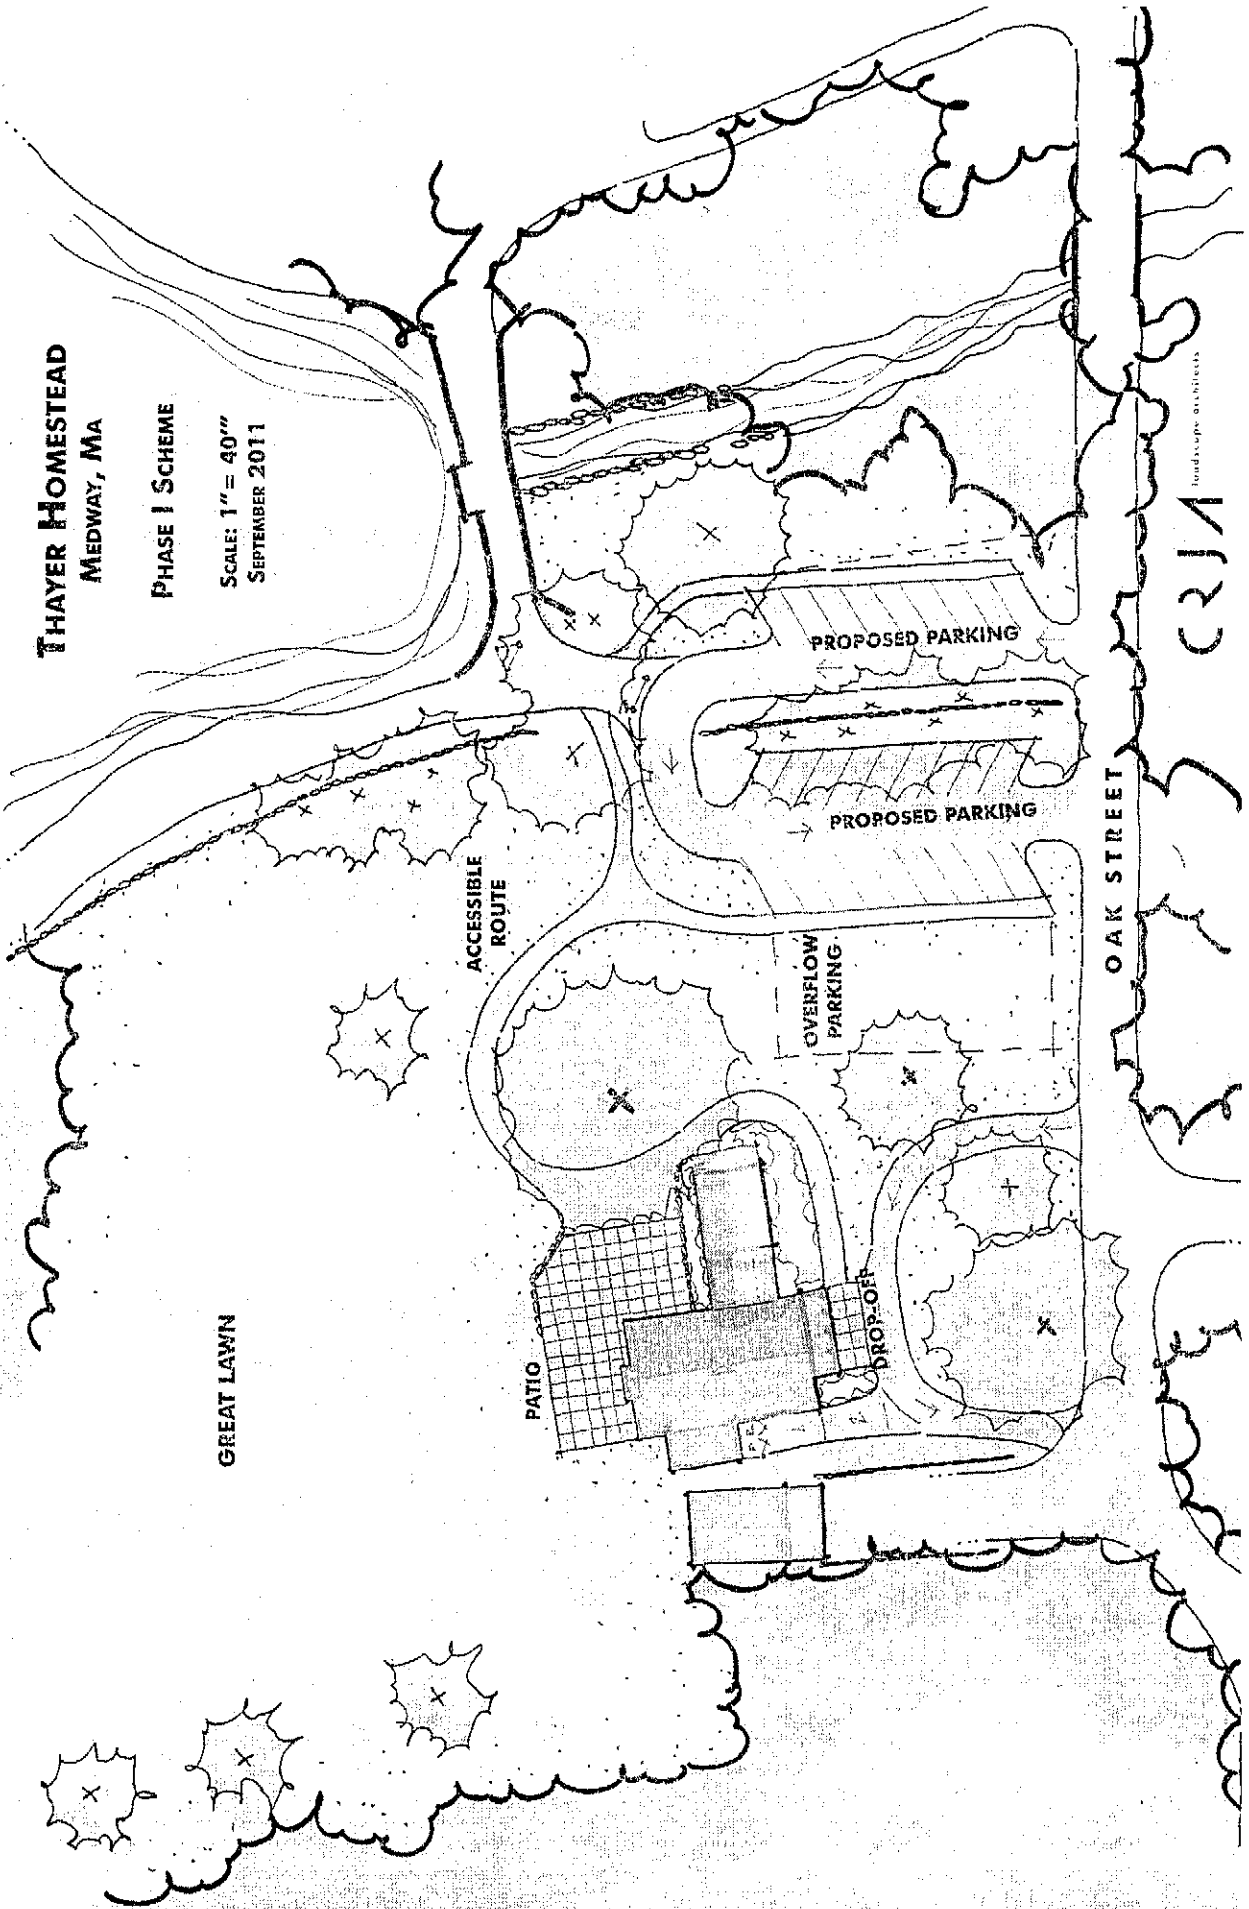 THAYER HOMESTEAD
MEDWAY, MA
PHASE I SCHEME
SCALE: 1" = 40'"
SEPTEMBER 2011
ACCESSIBLE
ROUTE
GREAT LAWN
PATIO
PROPOSED PARKING
PROPOSED PARKING
OVERFLOW
PARKING
DROP-OFF
OAK STREET
CRJA
landscape architects